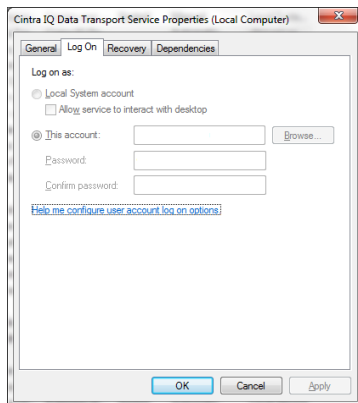 Cintra IQ Data Transport Service Properties (Local Computer)
General Log On Recovery Dependencies
Log on as:
Local System account
Allow service to interact with desktop
This account: Browse...
Password:
Confirm password:
Help me configure user account log on options.
OK Cancel Apply